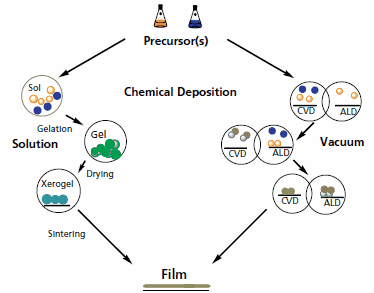 Precursor(s)
Sol
Chemical Deposition
CVD
ALD
Gelation
Solution
Gel
Vacuum
CVD
ALD
Drying
Xerogel
CVD
ALD
Sintering
Film